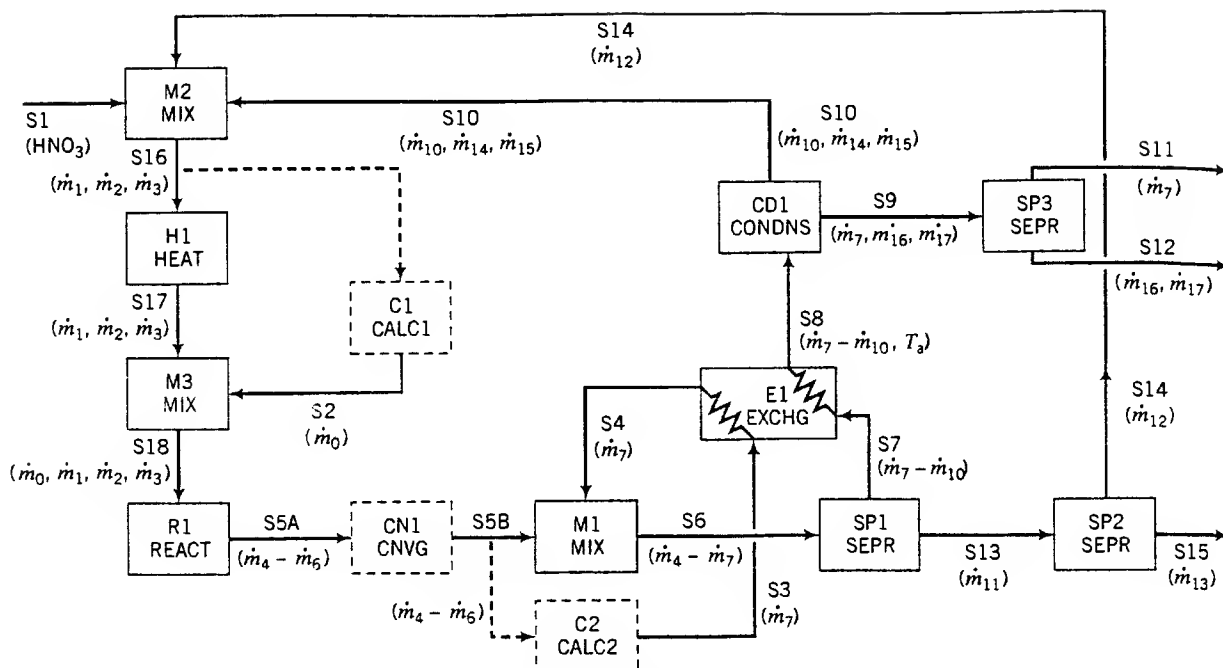 S14
(ṁ12)
M2
MIX
S1
(HNO3)
S10
(ṁ10, ṁ14, ṁ15)
S10
(ṁ10, ṁ14, ṁ15)
S16
(ṁ1, ṁ2, ṁ3)
S11
(ṁ7)
CD1
CONDNS
S9
(ṁ7, ṁ16, ṁ17)
SP3
SEPR
S12
(ṁ16, ṁ17)
H1
HEAT
S17
(ṁ1, ṁ2, ṁ3)
C1
CALC1
S8
(ṁ7 – ṁ10, Ta)
M3
MIX
S2
(ṁ0)
E1
EXCHG
S4
(ṁ7)
S14
(ṁ12)
S18
(ṁ0, ṁ1, ṁ2, ṁ3)
S7
(ṁ7 – ṁ10)
R1
REACT
S5A
(ṁ4 – ṁ6)
CN1
CNVG
S5B
M1
MIX
S6
(ṁ4 – ṁ7)
SP1
SEPR
S13
(ṁ11)
SP2
SEPR
S15
(ṁ13)
(ṁ4 – ṁ6)
C2
CALC2
S3
(ṁ7)